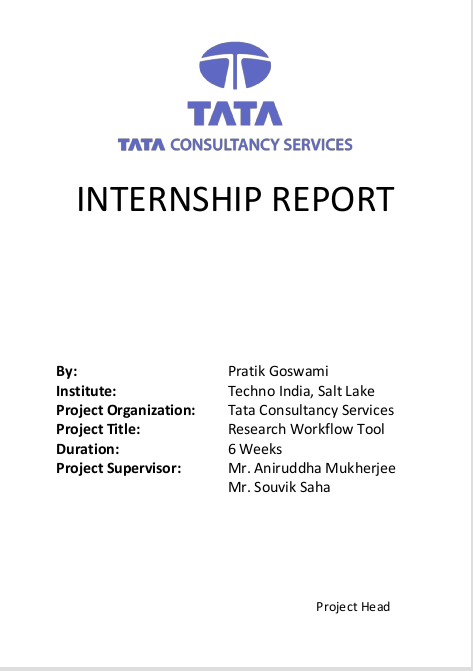 TATA
TATA CONSULTANCY SERVICES
INTERNSHIP REPORT
By: Pratik Goswami
Institute: Techno India, Salt Lake
Project Organization: Tata Consultancy Services
Project Title: Research Workflow Tool
Duration: 6 Weeks
Project Supervisor: Mr. Aniruddha Mukherjee
Mr. Souvik Saha
Project Head